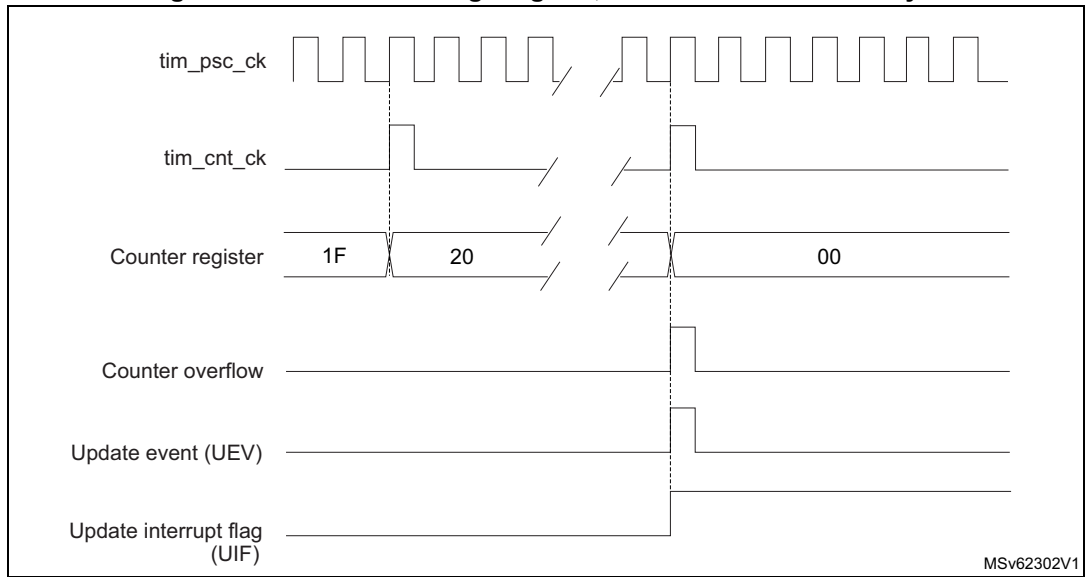 tim_psc_ck
tim_cnt_ck
Counter register
1F
20
00
Counter overflow
Update event (UEV)
Update interrupt flag
(UIF)
MSv62302V1